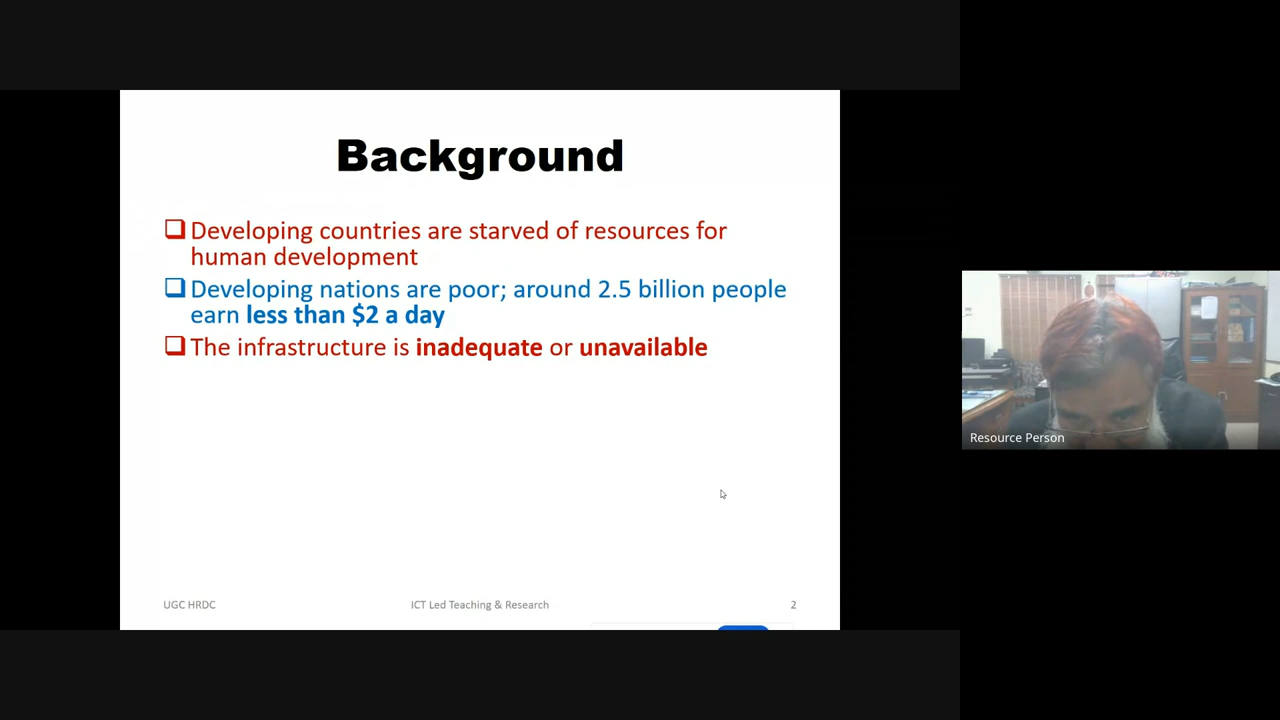 Background
Developing countries are starved of resources for
human development
Developing nations are poor; around 2.5 billion people
earn less than $2 a day
The infrastructure is inadequate or unavailable
UGC HRDC
ICT Led Teaching & Research
2
Resource Person